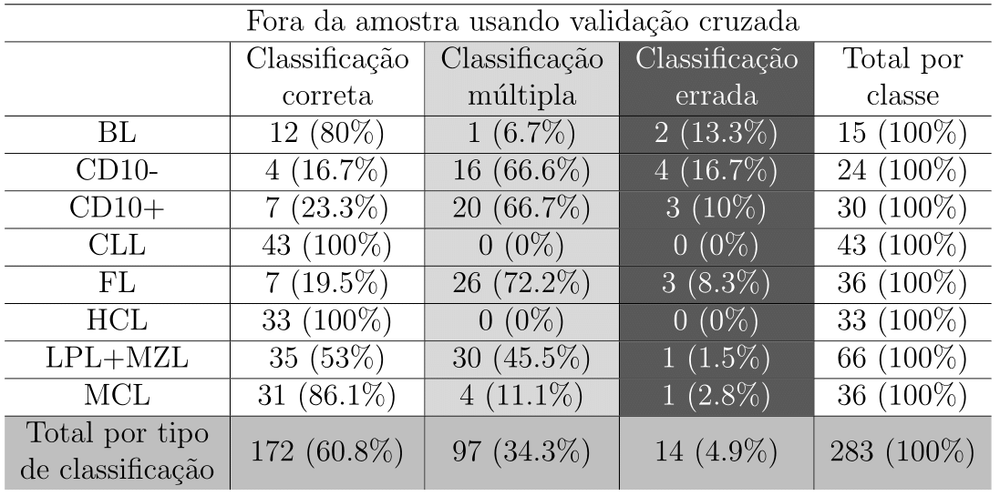 Fora da amostra usando validação cruzada
Classificação correta Classificação múltipla Classificação errada Total por classe
BL 12 (80%) 1 (6.7%) 2 (13.3%) 15 (100%)
CD10- 4 (16.7%) 16 (66.6%) 4 (16.7%) 24 (100%)
CD10+ 7 (23.3%) 20 (66.7%) 3 (10%) 30 (100%)
CLL 43 (100%) 0 (0%) 0 (0%) 43 (100%)
FL 7 (19.5%) 26 (72.2%) 3 (8.3%) 36 (100%)
HCL 33 (100%) 0 (0%) 0 (0%) 33 (100%)
LPL+MZL 35 (53%) 30 (45.5%) 1 (1.5%) 66 (100%)
MCL 31 (86.1%) 4 (11.1%) 1 (2.8%) 36 (100%)
Total por tipo de classificação 172 (60.8%) 97 (34.3%) 14 (4.9%) 283 (100%)